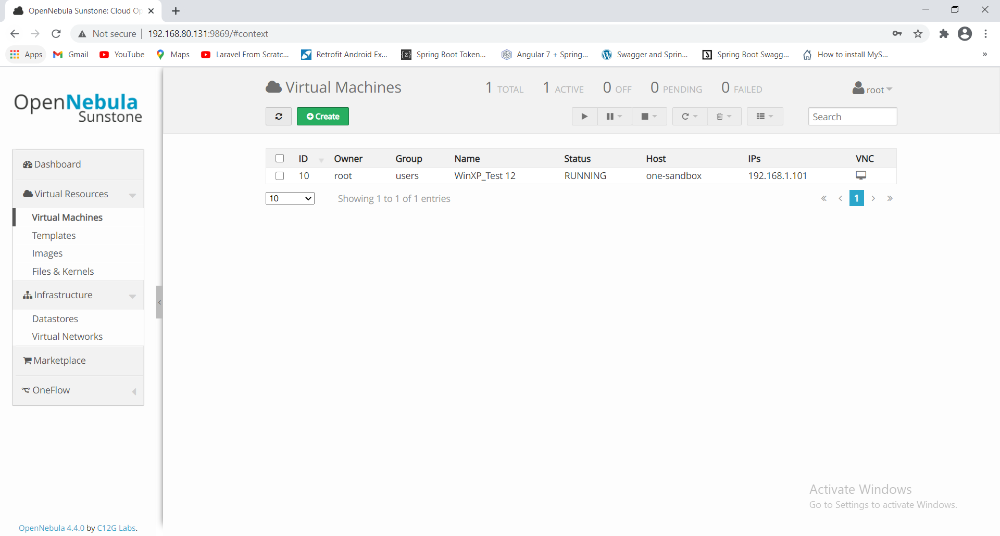 OpenNebula Sunstone: Cloud Op
Not secure 192.168.80.131:9869/#context
Apps Gmail YouTube Maps Laravel From Scratc... Retrofit Android Ex... Spring Boot Token... Angular 7 + Spring... Swagger and Sprin... Spring Boot Swagg... How to install MyS... »
OpenNebula
Sunstone
Dashboard
Virtual Resources
Virtual Machines
Templates
Images
Files & Kernels
Infrastructure
Datastores
Virtual Networks
Marketplace
OneFlow
OpenNebula 4.4.0 by C12G Labs.
Virtual Machines 1 TOTAL 1 ACTIVE 0 OFF 0 PENDING 0 FAILED root
Create Search
ID Owner Group Name Status Host IPs VNC
10 root users WinXP_Test 12 RUNNING one-sandbox 192.168.1.101
10 Showing 1 to 1 of 1 entries « ‹ 1 › »
Activate Windows
Go to Settings to activate Windows.